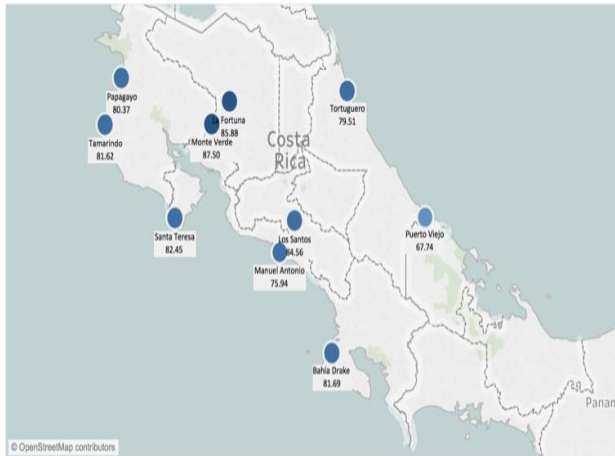 Papagayo
80.37
Tamarindo
81.62
La Fortuna
85.88
Monte Verde
87.50
Tortuguero
79.51
Costa
Rica
Santa Teresa
82.45
Los Santos
84.56
Manuel Antonio
75.94
Puerto Viejo
67.74
Bahía Drake
81.69
Panam
© OpenStreetMap contributors